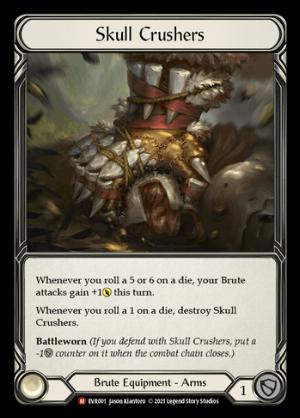 Skull Crushers
Whenever you roll a 5 or 6 on a die, your Brute
attacks gain +1 this turn.
Whenever you roll a 1 on a die, destroy Skull
Crushers.
Battleworn (If you defend with Skull Crushers, put a
-1 counter on it when the combat chain closes.)
Brute Equipment - Arms
1
M EVR001 Jason Kiantoro © 2021 Legend Story Studios